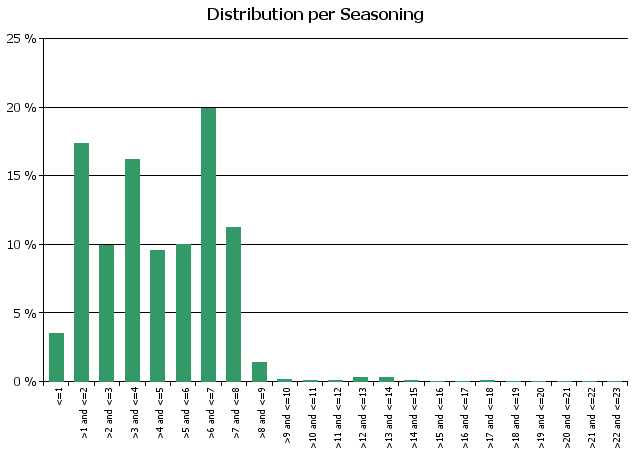 Distribution per Seasoning
25 %
20 %
15 %
10 %
5 %
0 %
<=1
>1 and <=2
>2 and <=3
>3 and <=4
>4 and <=5
>5 and <=6
>6 and <=7
>7 and <=8
>8 and <=9
>9 and <=10
>10 and <=11
>11 and <=12
>12 and <=13
>13 and <=14
>14 and <=15
>15 and <=16
>16 and <=17
>17 and <=18
>18 and <=19
>19 and <=20
>20 and <=21
>21 and <=22
>22 and <=23